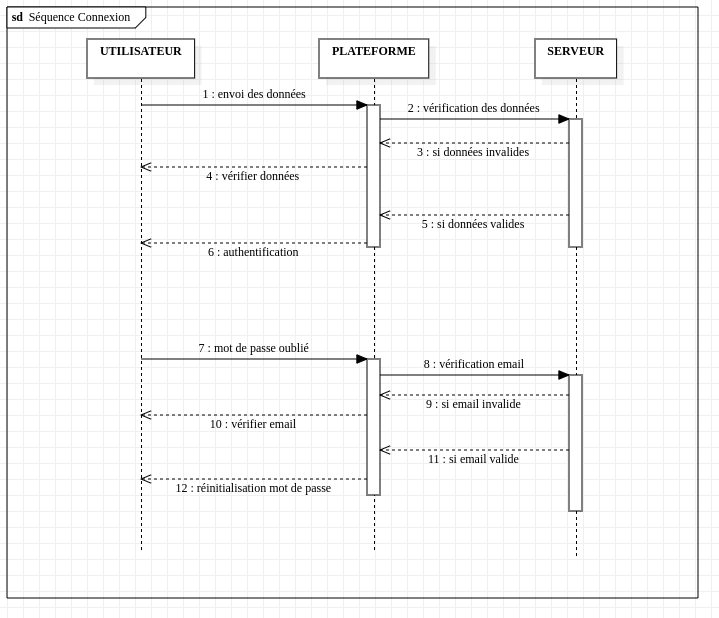 sd Séquence Connexion
UTILISATEUR
PLATEFORME
SERVEUR
1 : envoi des données
2 : vérification des données
3 : si données invalides
4 : vérifier données
5 : si données valides
6 : authentification
7 : mot de passe oublié
8 : vérification email
9 : si email invalide
10 : vérifier email
11 : si email valide
12 : réinitialisation mot de passe